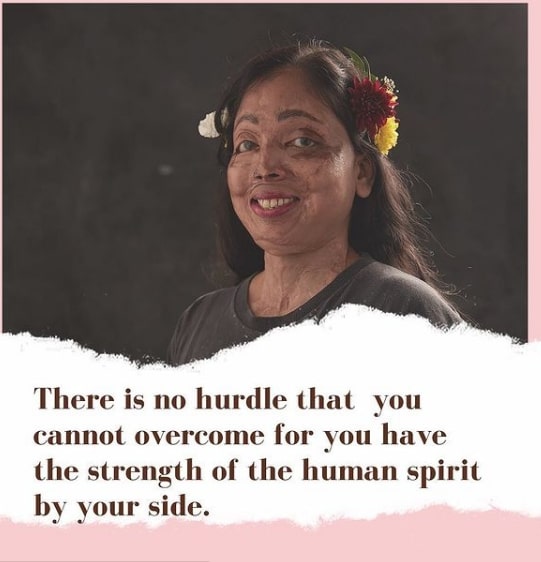 There is no hurdle that you
cannot overcome for you have
the strength of the human spirit
by your side.